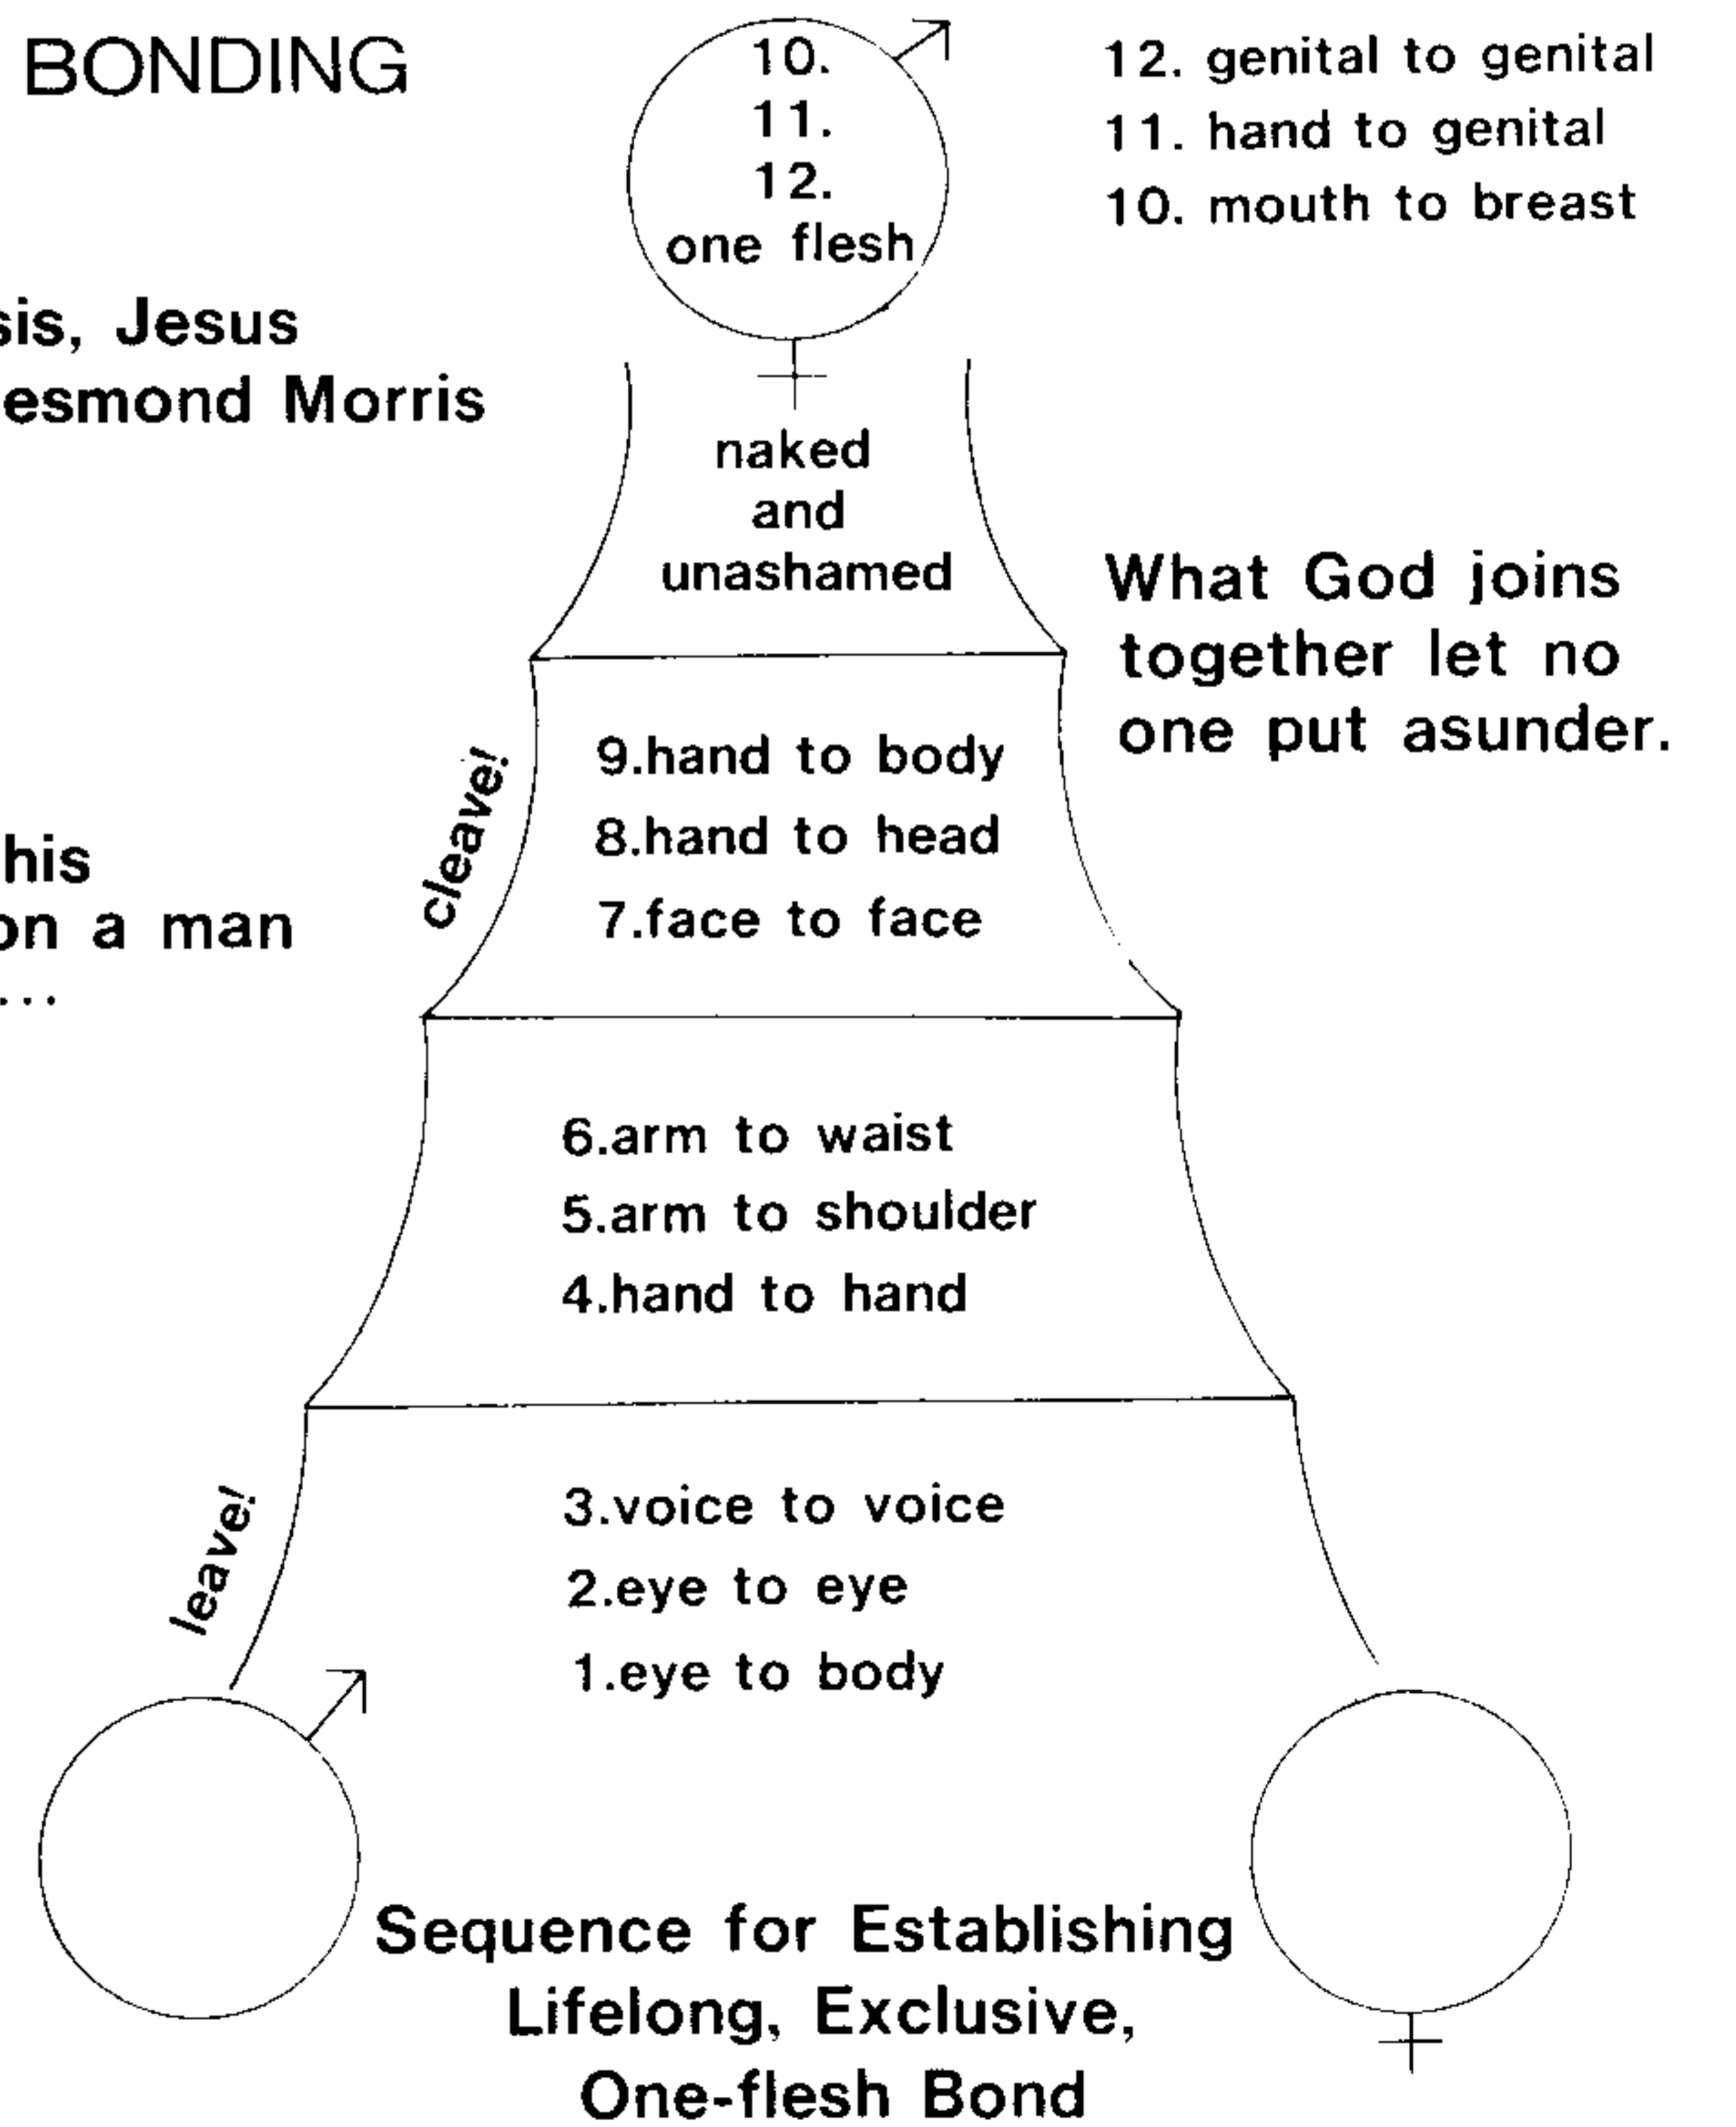 BONDING
10.
11.
12.
one flesh
12. genital to genital
11. hand to genital
10. mouth to breast
sis, Jesus
esmond Morris
naked
and
unashamed
What God joins
together let no
one put asunder.
cleave!
9.hand to body
8.hand to head
7.face to face
his
on a man
...
6.arm to waist
5.arm to shoulder
4.hand to hand
leave!
3.voice to voice
2.eye to eye
1.eye to body
Sequence for Establishing
Lifelong, Exclusive,
One-flesh Bond